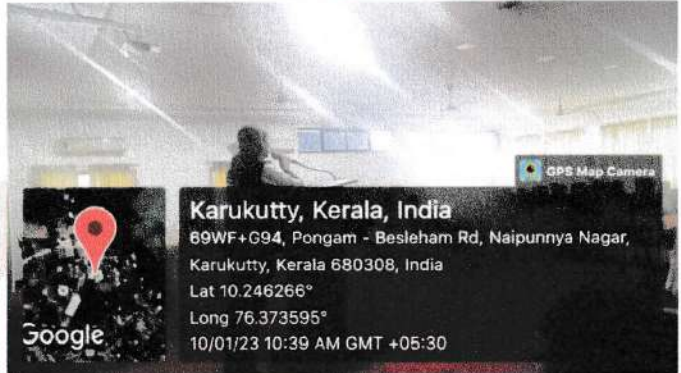 GPS Map Camera
Karukutty, Kerala, India
69WF+G94, Pongam - Besleham Rd, Naipunnya Nagar,
Karukutty, Kerala 680308, India
Lat 10.246266°
Long 76.373595°
10/01/23 10:39 AM GMT +05:30
Google